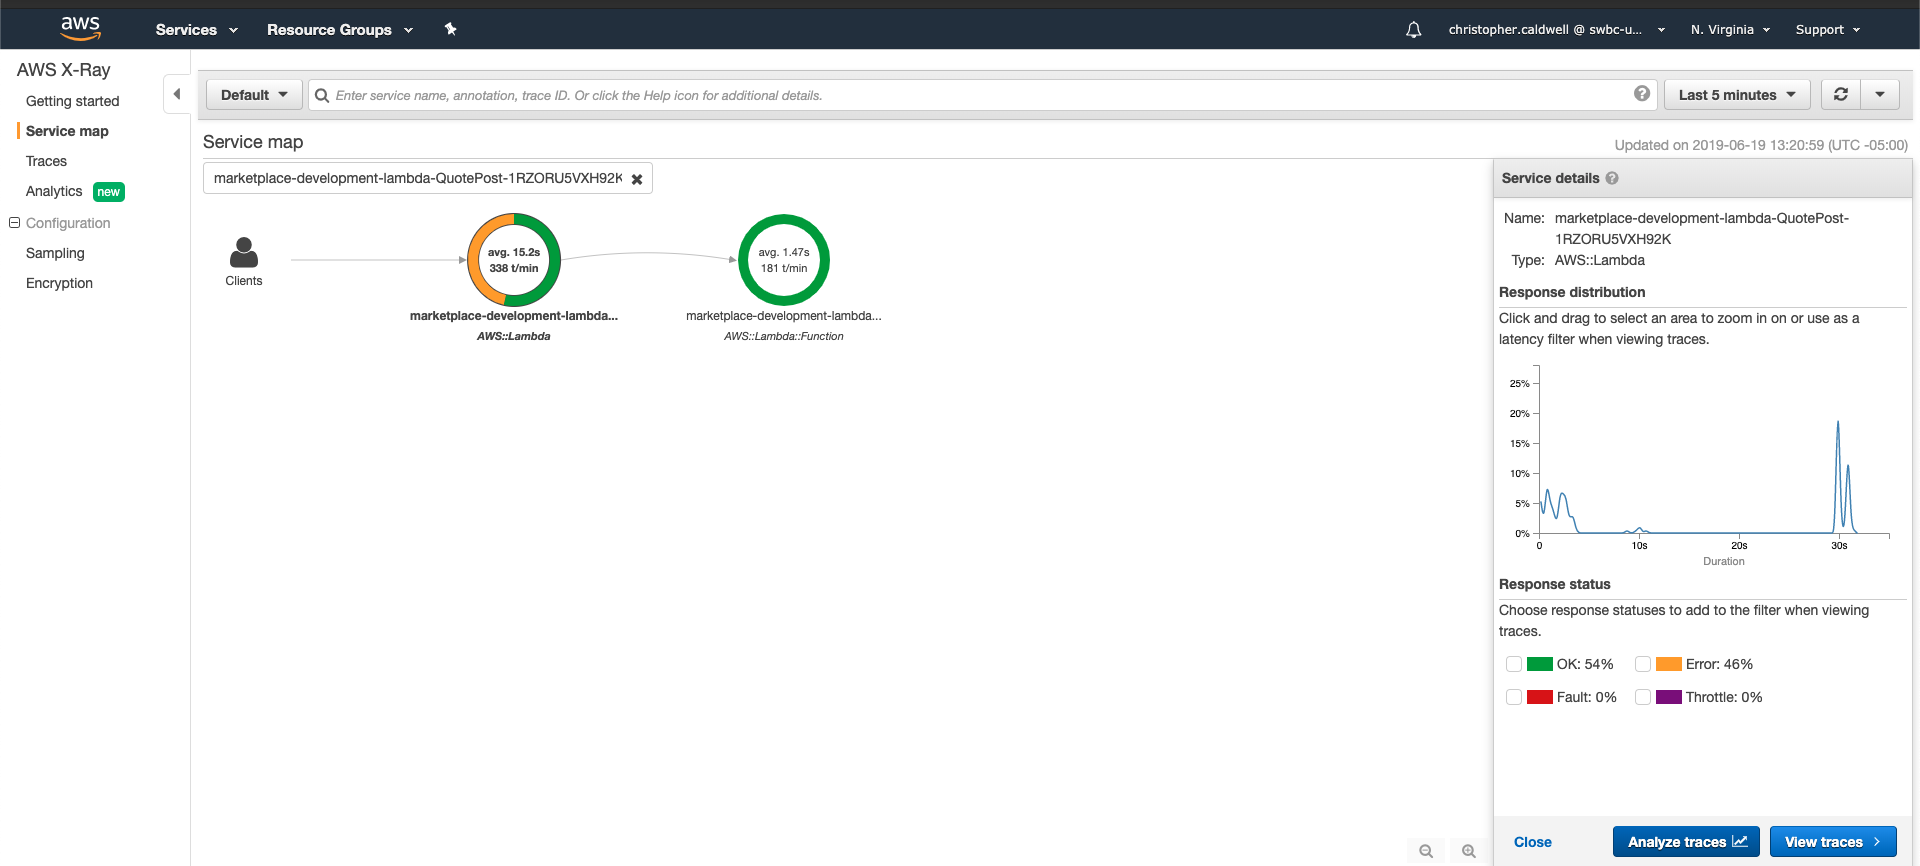 aws
Services
Resource Groups
christopher.caldwell @ swbc-u...
N. Virginia
Support
AWS X-Ray
Getting started
Service map
Traces
Analytics new
Configuration
Sampling
Encryption
Default
Enter service name, annotation, trace ID. Or click the Help icon for additional details.
?
Last 5 minutes
Service map
Updated on 2019-06-19 13:20:59 (UTC -05:00)
marketplace-development-lambda-QuotePost-1RZORU5VXH92K
Clients
avg. 15.2s
338 t/min
marketplace-development-lambda...
AWS::Lambda
avg. 1.47s
181 t/min
marketplace-development-lambda...
AWS::Lambda::Function
Service details ?
Name: marketplace-development-lambda-QuotePost-
1RZORU5VXH92K
Type: AWS::Lambda
Response distribution
Click and drag to select an area to zoom in on or use as a
latency filter when viewing traces.
25%
20%
15%
10%
5%
0%
0 10s 20s 30s
Duration
Response status
Choose response statuses to add to the filter when viewing
traces.
OK: 54% Error: 46%
Fault: 0% Throttle: 0%
Close
Analyze traces
View traces